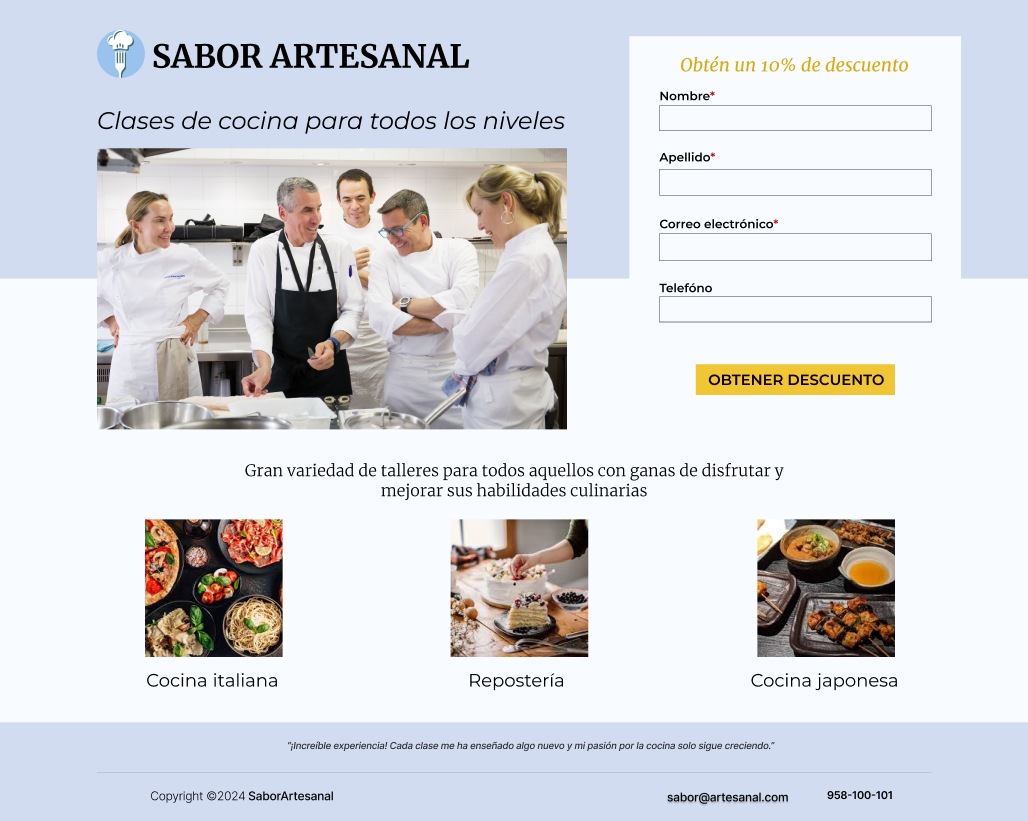 SABOR ARTESANAL
Clases de cocina para todos los niveles
Obtén un 10% de descuento
Nombre*
Apellido*
Correo electrónico*
Telefóno
OBTENER DESCUENTO
Gran variedad de talleres para todos aquellos con ganas de disfrutar y
mejorar sus habilidades culinarias
Cocina italiana
Repostería
Cocina japonesa
"¡Increíble experiencia! Cada clase me ha enseñado algo nuevo y mi pasión por la cocina solo sigue creciendo."
Copyright ©2024 SaborArtesanal
sabor@artesanal.com
958-100-101